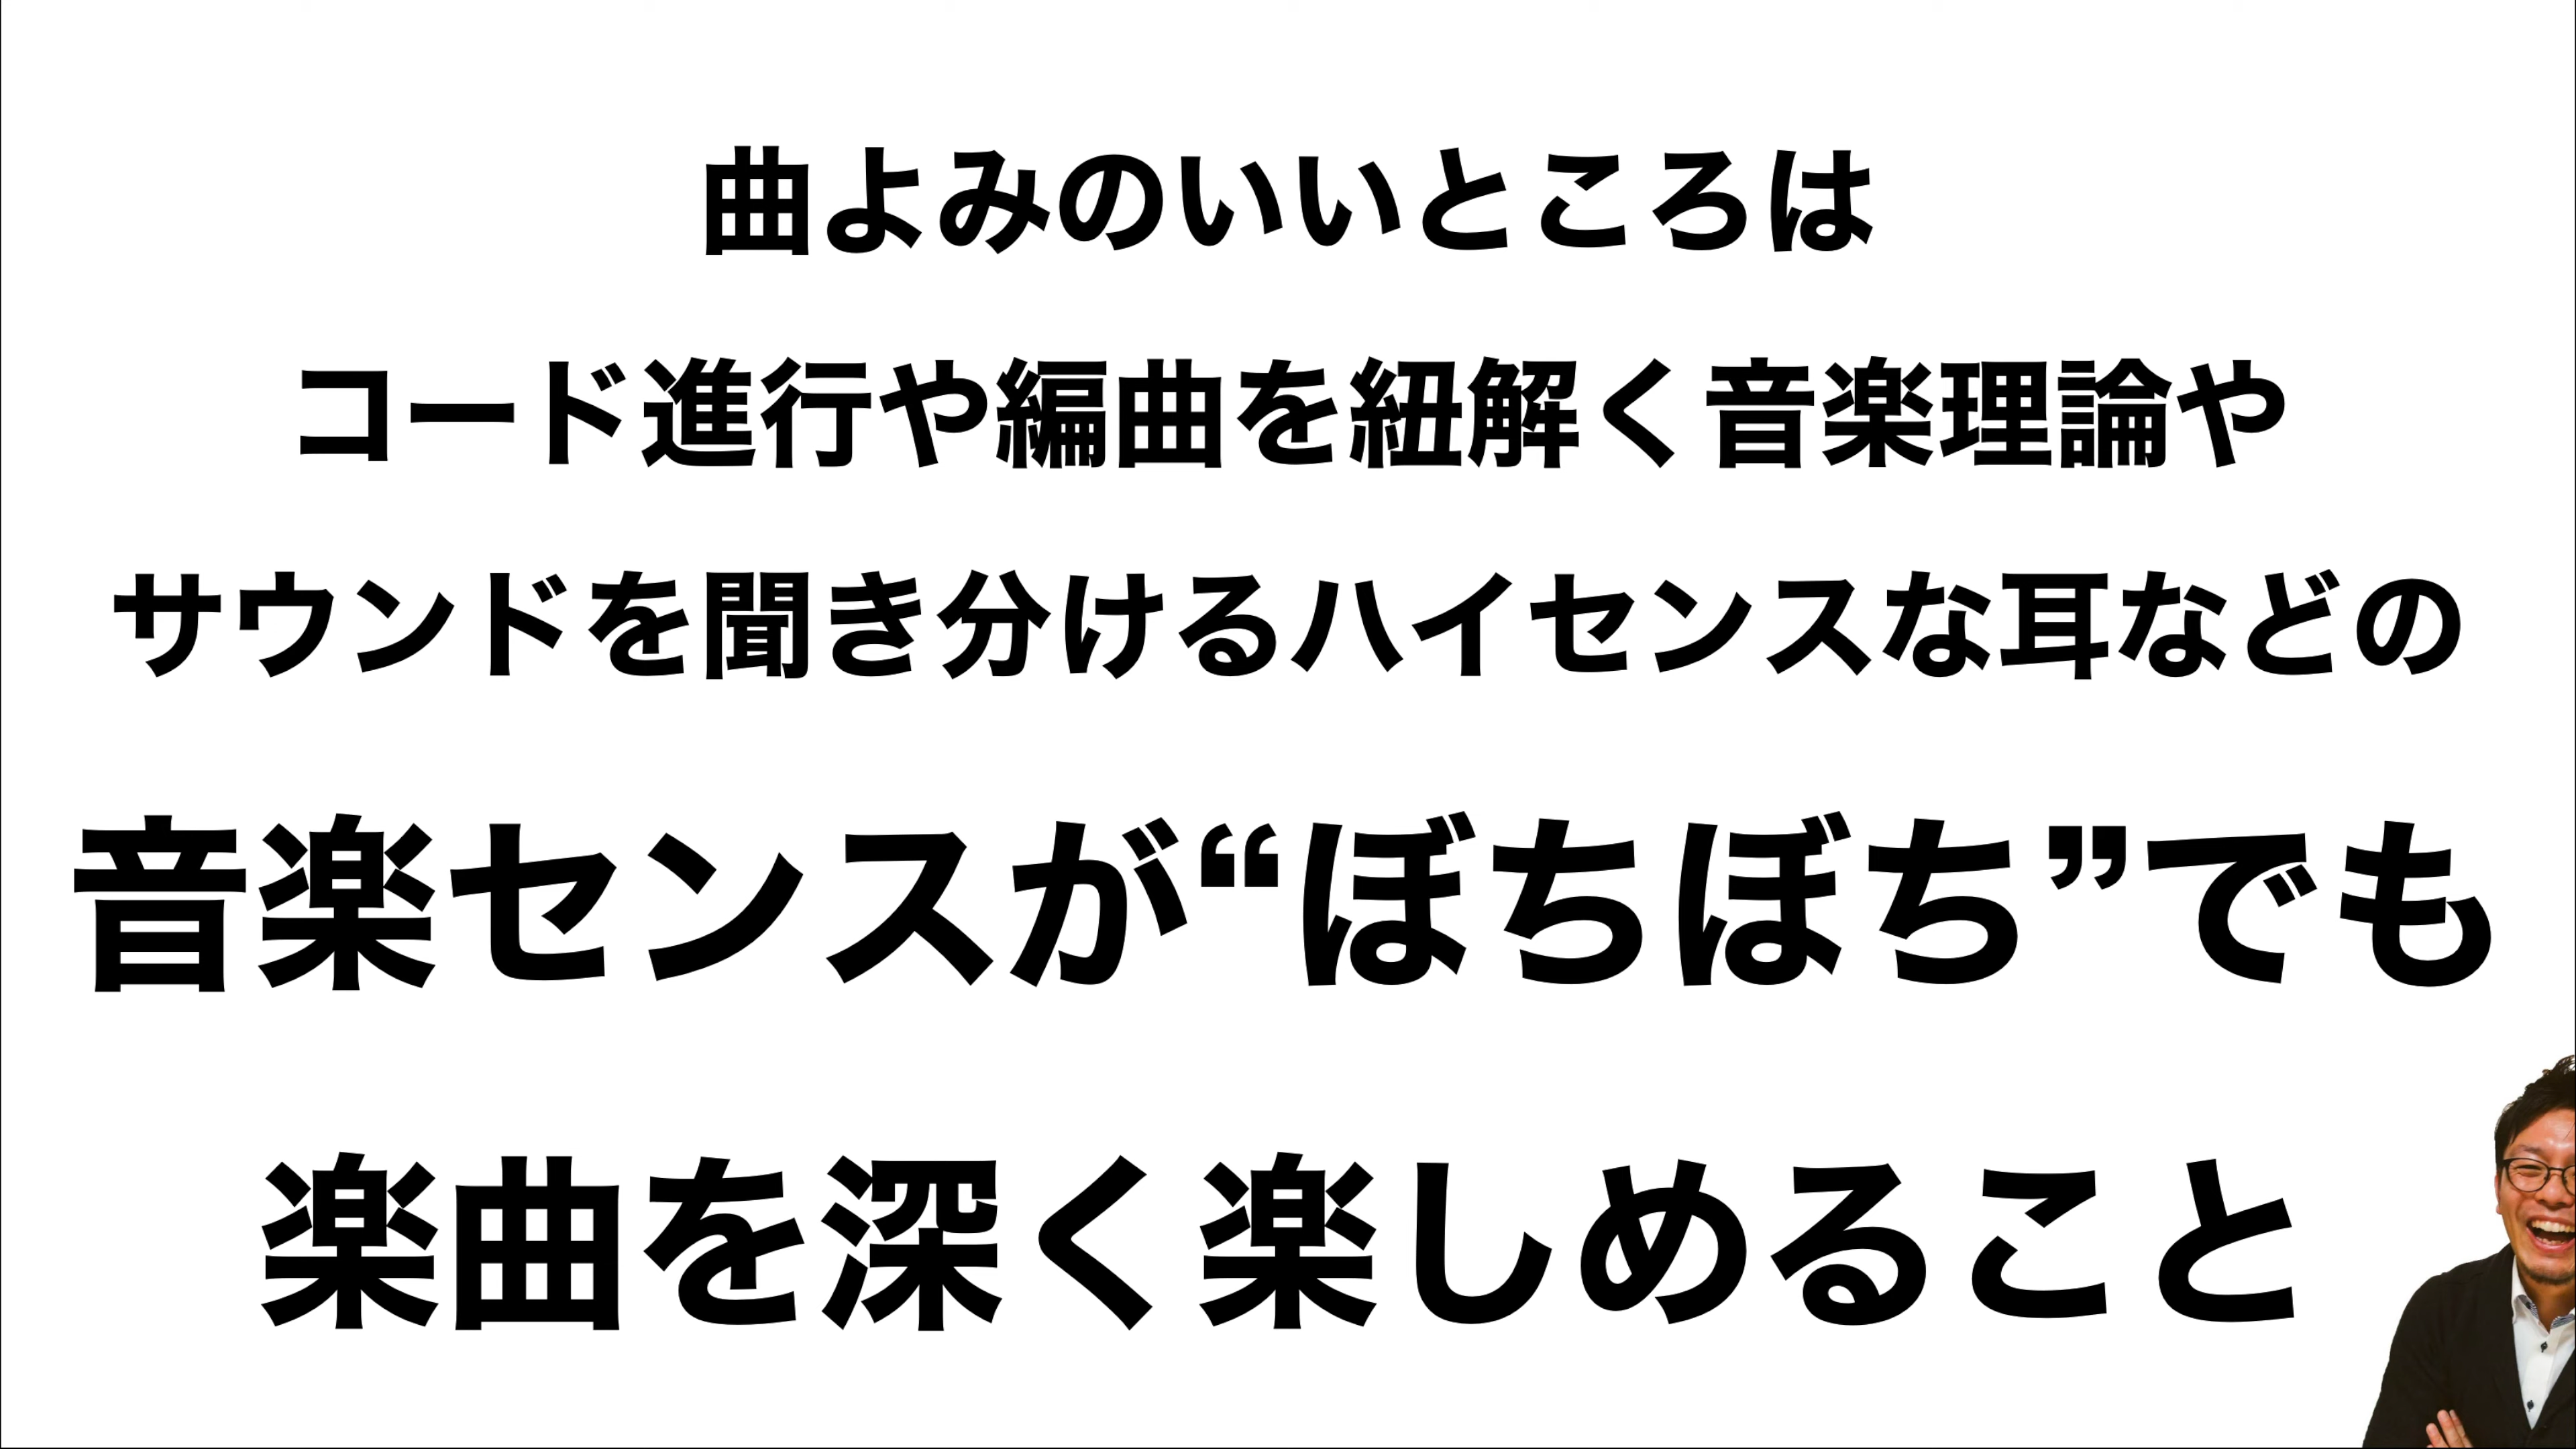 曲よみのいいところは
コード進行や編曲を紐解く音楽理論や
サウンドを聞き分けるハイセンスな耳などの
音楽センスが“ぼちぼち”でも
楽曲を深く楽しめること